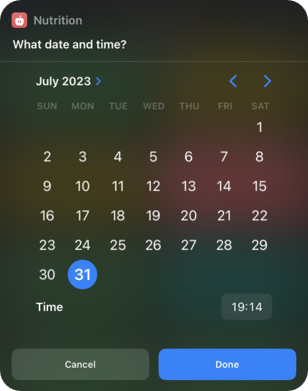 Nutrition
What date and time?
July 2023
SUN MON TUE WED THU FRI SAT
1
2 3 4 5 6 7 8
9 10 11 12 13 14 15
16 17 18 19 20 21 22
23 24 25 26 27 28 29
30 31
Time 19:14
Cancel Done